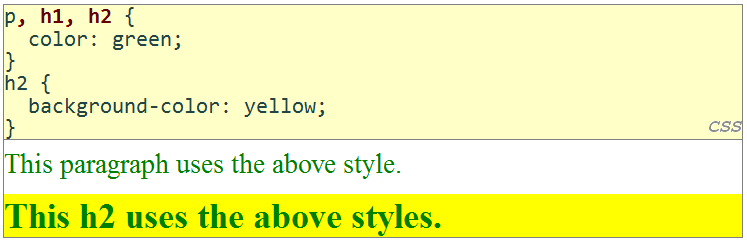 p, h1, h2 {
  color: green;
}
h2 {
  background-color: yellow;
}
CSS
This paragraph uses the above style.
This h2 uses the above styles.